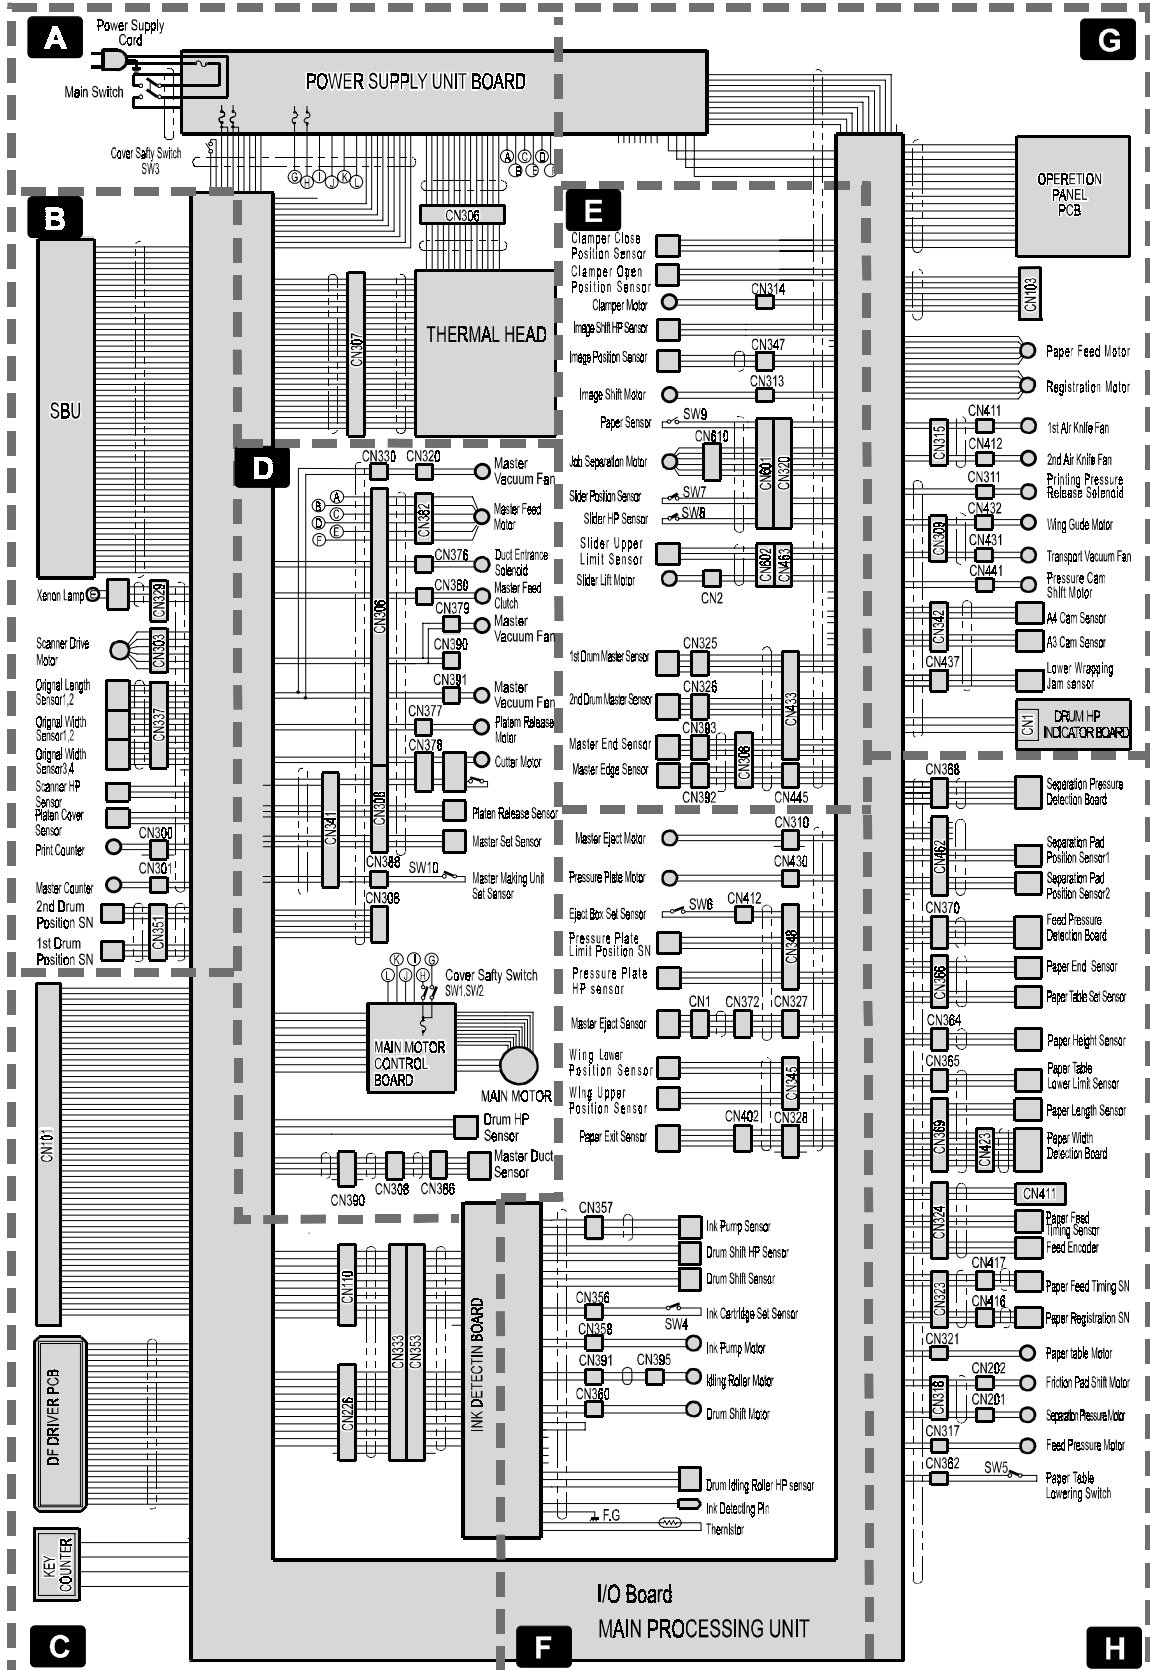 A
Power Supply
Cord
Main Switch
POWER SUPPLY UNIT BOARD
Cover Safty Switch
SW3
G H I J K L
A C D
B E F
CN306
CN307
THERMAL HEAD
B
SBU
Xenon Lamp
CN329
Scanner Drive
Motor
CN303
Orignal Length
Sensor1,2
Orignal Width
Sensor1,2
Orignal Width
Sensor3,4
CN337
Scanner HP
Sensor
Platen Cover
Sensor
CN300
Print Counter
CN301
Master Counter
2nd Drum
Position SN
1st Drum
Position SN
CN351
D
CN330
CN320
Master
Vacuum Fan
A
B
C
D
E
F
CN382
Master Feed
Motor
CN376
Duct Entrance
Solenoid
CN380
Master Feed
Clutch
CN306
CN379
Master
Vacuum Fan
CN390
CN391
Master
Vacuum Fan
CN377
Platem Release
Motor
CN378
Cutter Motor
CN341
CN308
Platen Release Sensor
Master Set Sensor
CN388
SW10
Master Making Unit
Set Sensor
CN308
K I G
L J H
Cover Safty Switch
SW1,SW2
MAIN MOTOR
CONTROL
BOARD
MAIN MOTOR
Drum HP
Sensor
Master Duct
Sensor
CN390
CN308
CN386
E
Clamper Close
Position Sensor
Clamper Open
Position Sensor
CN314
Clamper Motor
Image Shift HP Sensor
CN347
Image Position Sensor
CN313
Image Shift Motor
SW9
Paper Sensor
CN610
Job Separation Motor
CN601
CN320
SW7
Slider Position Sensor
SW8
Slider HP Sensor
Slider Upper
Limit Sensor
CN602
CN463
Slider Lift Motor
CN2
CN325
1st Drum Master Sensor
CN326
2nd Drum Master Sensor
CN433
CN393
Master End Sensor
CN308
Master Edge Sensor
CN392
CN445
CN310
Master Eject Motor
CN430
Pressure Plate Motor
SW6
CN412
Eject Box Set Sensor
Pressure Plate
Limit Position SN
CN348
Pressure Plate
HP sensor
CN1
CN372
CN327
Master Eject Sensor
Wing Lower
Position Sensor
CN345
Wing Upper
Position Sensor
CN402
CN328
Paper Exit Sensor
G
OPERETION
PANEL
PCB
CN103
Paper Feed Motor
Registration Motor
CN411
CN315
1st Air Knife Fan
CN412
2nd Air Knife Fan
CN311
Printing Pressure
Release Solenoid
CN432
CN309
Wing Gude Motor
CN431
Transport Vacuum Fan
CN441
Pressure Cam
Shift Motor
CN342
A4 Cam Sensor
A3 Cam Sensor
CN437
Lower Wrapping
Jam sensor
CN1
DRUM HP
INDICATOR BOARD
CN368
Separation Pressure
Detection Board
CN462
Separation Pad
Position Sensor1
Separation Pad
Position Sensor2
CN370
Feed Pressure
Detection Board
CN366
Paper End Sensor
Paper Table Set Sensor
CN364
Paper Height Sensor
CN365
Paper Table
Lower Limit Sensor
CN369
Paper Length Sensor
CN423
Paper Width
Detection Board
CN324
CN411
Paper Feed
Timing Sensor
Feed Encoder
CN417
CN323
Paper Feed Timing SN
CN416
Paper Registration SN
CN321
Paper table Motor
CN202
CN318
Friction Pad Shift Motor
CN201
Separation Pressure Motor
CN317
Feed Pressure Motor
CN362
SW5
Paper Table
Lowering Switch
H
CN101
DF DRIVER PCB
KEY
COUNTER
C
CN110
CN333
CN353
CN226
INK DETECTIN BOARD
CN357
Ink Pump Sensor
Drum Shift HP Sensor
Drum Shift Sensor
CN356
Ink Cartridge Set Sensor
SW4
CN358
Ink Pump Motor
CN391
CN395
Idling Roller Motor
CN360
Drum Shift Motor
Drum Idling Roller HP sensor
Ink Detecting Pin
F.G
Thernistor
I/O Board
MAIN PROCESSING UNIT
F